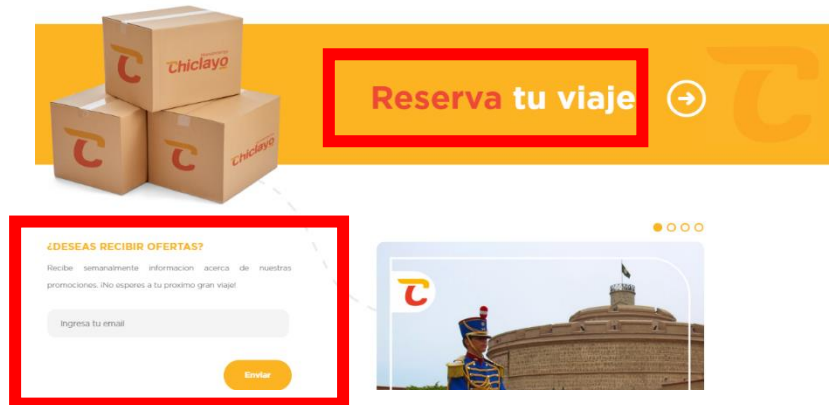 Chiclayo
Chiclayo
Reserva tu viaje
¿DESEAS RECIBIR OFERTAS?
Recibe semanalmente informacion acerca de nuestras
promociones. ¡No esperes a tu proximo gran viaje!
Ingresa tu email
Enviar